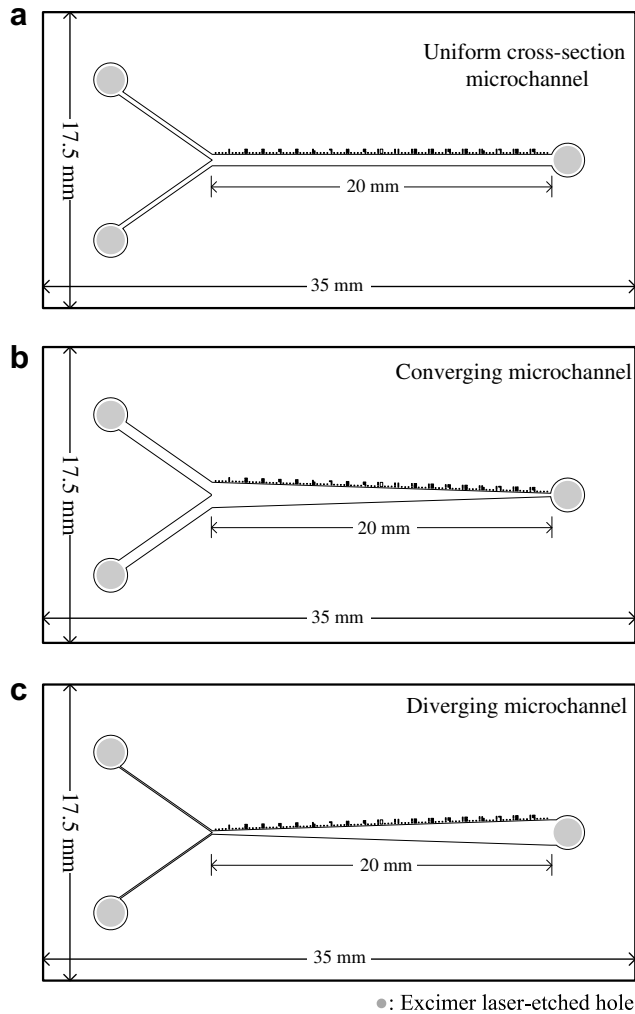 a
Uniform cross-section
microchannel
17.5 mm
20 mm
35 mm
b
Converging microchannel
17.5 mm
20 mm
35 mm
c
Diverging microchannel
17.5 mm
20 mm
35 mm
: Excimer laser-etched hole